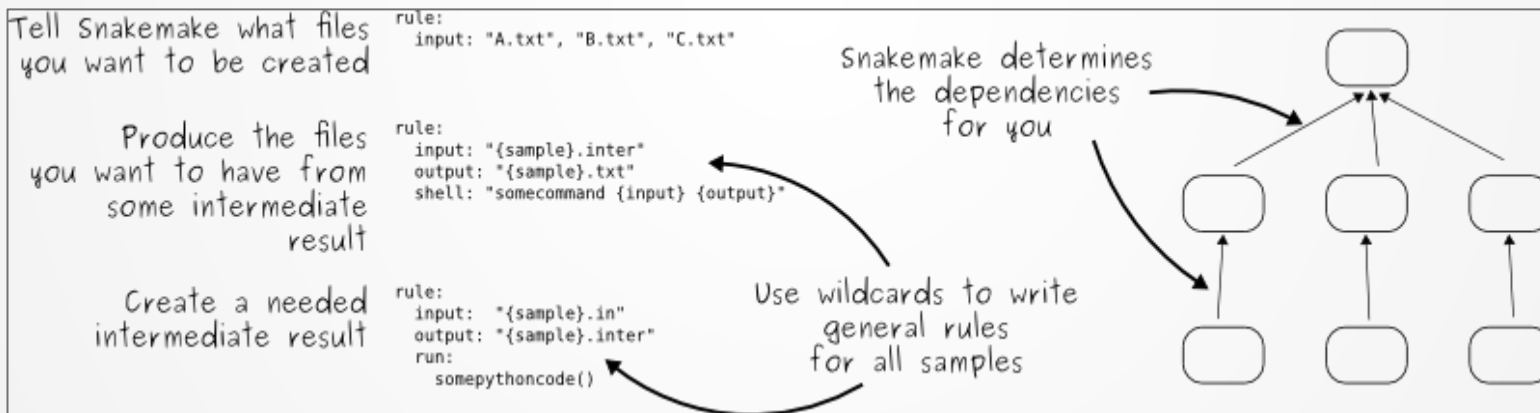 Tell Snakemake what files
you want to be created
rule:
input: "A.txt", "B.txt", "C.txt"
Produce the files
you want to have from
some intermediate
result
rule:
input: "{sample}.inter"
output: "{sample}.txt"
shell: "somecommand {input} {output}"
Create a needed
intermediate result
rule:
input:  "{sample}.in"
output: "{sample}.inter"
run:
somepythoncode()
Snakemake determines
the dependencies
for you
Use wildcards to write
general rules
for all samples